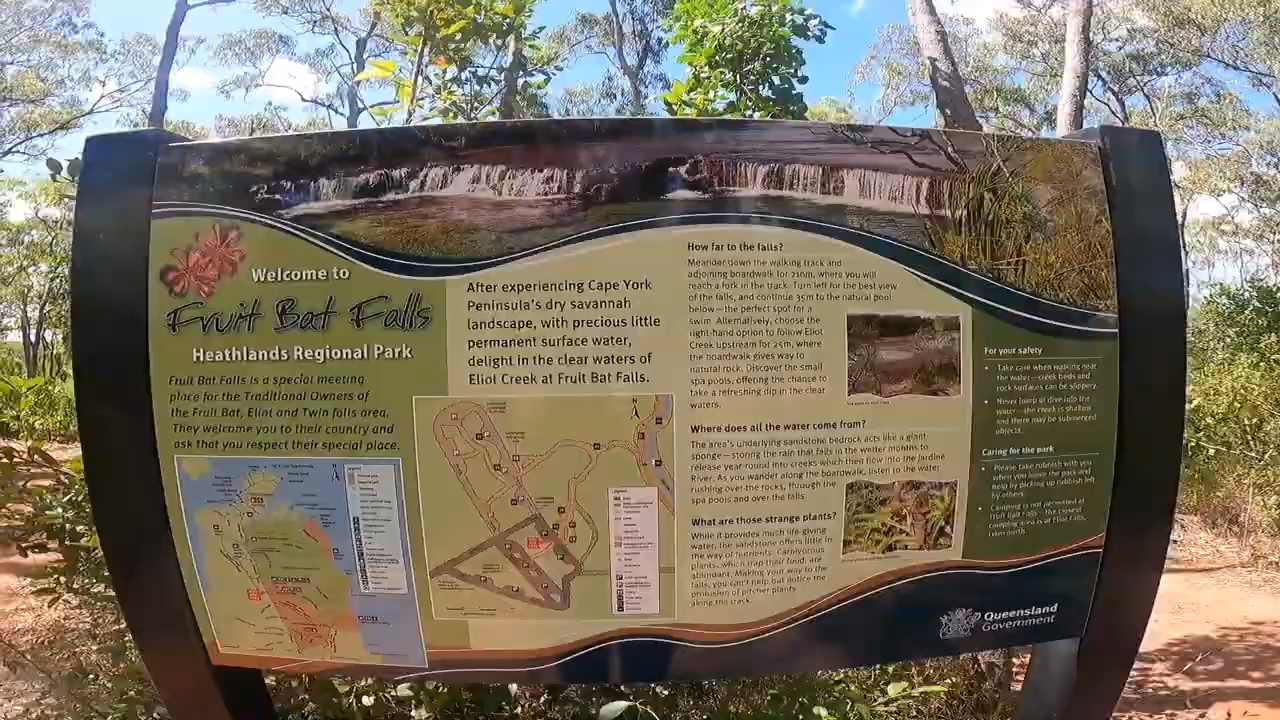 Welcome to
Fruit Bat Falls
Heathlands Regional Park
Fruit Bat Falls is a special meeting
place for the Traditional Owners of
the Fruit Bat, Eliot and Twin falls area.
They welcome you to their country and
ask that you respect their special place.
After experiencing Cape York
Peninsula's dry savannah
landscape, with precious little
permanent surface water,
delight in the clear waters of
Eliot Creek at Fruit Bat Falls.
How far to the falls?
Meander down the walking track and
adjoining boardwalk for 210m, where you will
reach a fork in the track. Turn left for the best view
of the falls, and continue 35m to the natural pool
below—the perfect spot for a
swim. Alternatively, choose the
right-hand option to follow Eliot
Creek upstream for 25m, where
the boardwalk gives way to
natural rock. Discover the small
spa pools, offering the chance to
take a refreshing dip in the clear
waters.
Where does all the water come from?
The area's underlying sandstone bedrock acts like a giant
sponge—storing the rain that falls in the wetter months to
release year-round into creeks which then flow into the Jardine
River. As you wander along the boardwalk, listen to the water
rushing over the rocks, through the
spa pools and over the falls.
What are those strange plants?
While it provides much life-giving
water, the sandstone offers little in
the way of nutrients. Carnivorous
plants, which trap their food, are
abundant. Making your way to the
falls, you can't help but notice the
profusion of pitcher plants
along the track.
For your safety
• Take care when walking near
the water—creek beds and
rock surfaces can be slippery.
• Never jump or dive into the
water—the creek is shallow
and there may be submerged
objects.
Caring for the park
• Please take rubbish with you
when you leave the park and
help by picking up rubbish left
by others.
• Camping is not permitted at
Fruit Bat Falls—the closest
camping area is at Eliot Falls,
north.
Queensland
Government
Legend
Legend
N